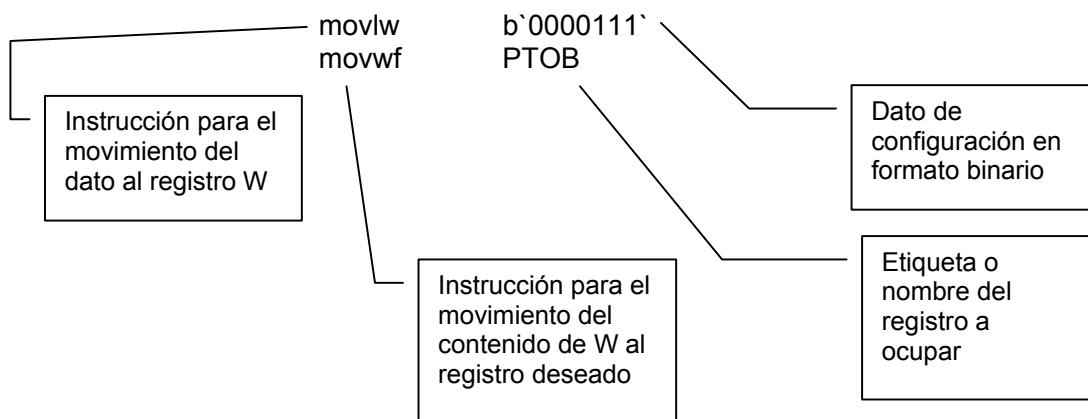 movlw b`0000111`
movwf PTOB
Instrucción para el
movimiento del
dato al registro W
Dato de
configuración en
formato binario
Instrucción para el
movimiento del
contenido de W al
registro deseado
Etiqueta o
nombre del
registro a
ocupar